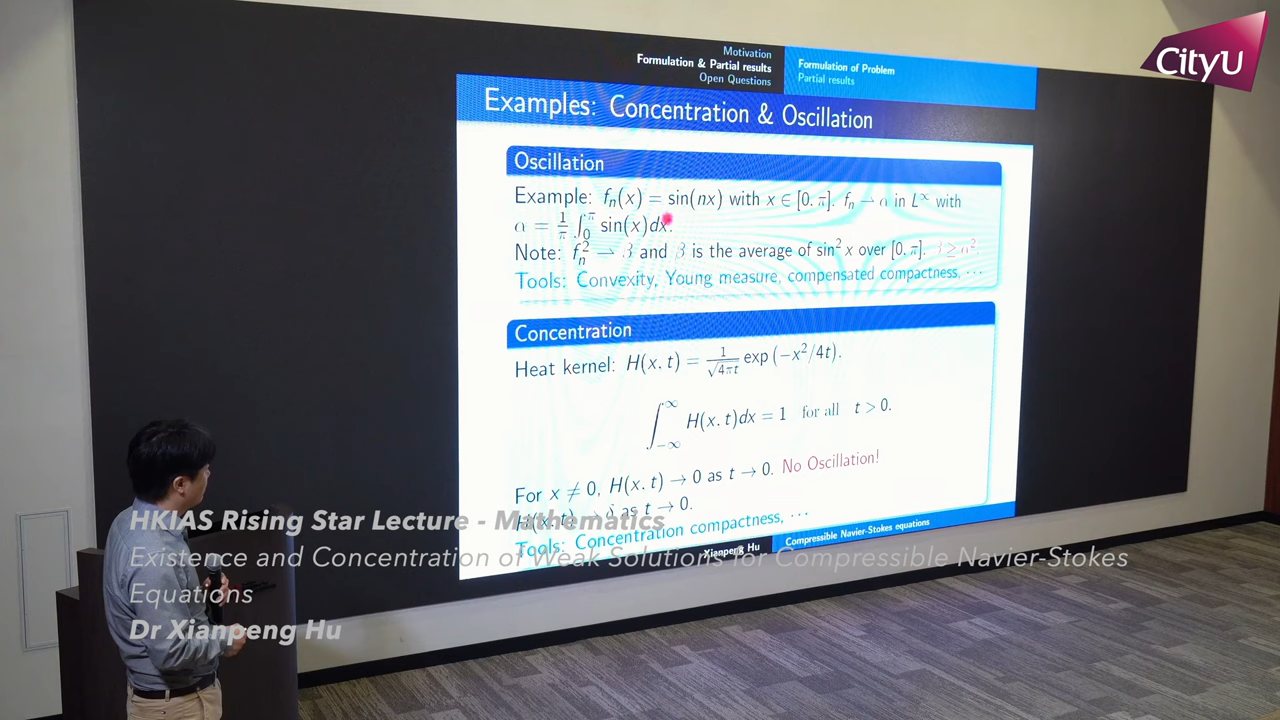 CityU
Motivation
Formulation & Partial results
Open Questions
Formulation of Problem
Partial results
Examples: Concentration & Oscillation
Oscillation
Example: fₙ(x) = sin(nx) with x ∈ [0, π]. fₙ ⇀ α in L^∞ with
α = 1/π ∫₀^π sin(x)dx.
Note: fₙ² ⇀ β and β is the average of sin² x over [0, π]. β ≥ α².
Tools: Convexity, Young measure, compensated compactness, ⋯
Concentration
Heat kernel: H(x, t) = 1/√(4πt) exp(−x²/4t).
∫_{−∞}^{∞} H(x, t)dx = 1 for all t > 0.
For x ≠ 0, H(x, t) → 0 as t → 0. No Oscillation!
H(x, t) → δ as t → 0.
Tools: Concentration compactness, ⋯
Xianpeng Hu
Compressible Navier-Stokes equations
HKIAS Rising Star Lecture - Mathematics
Existence and Concentration of Weak Solutions for Compressible Navier-Stokes
Equations
Dr Xianpeng Hu